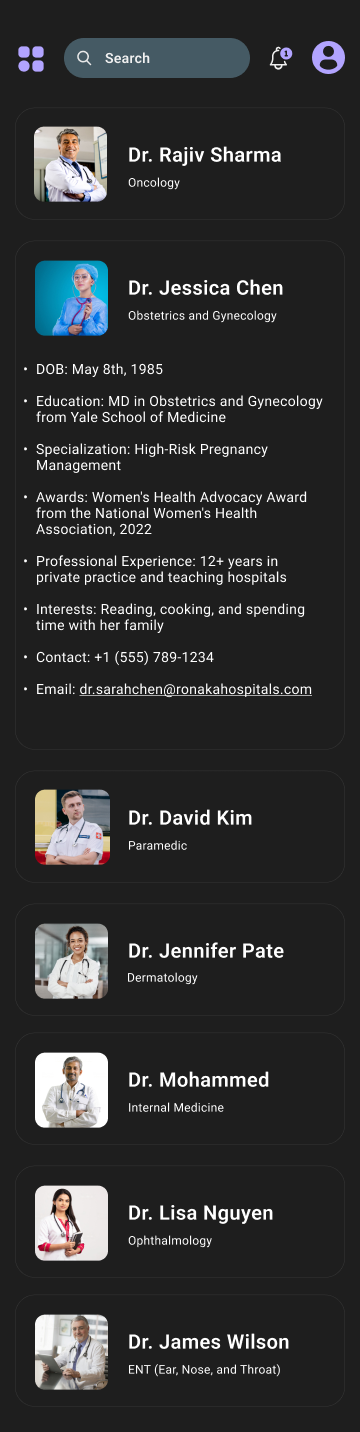 Search
1
Dr. Rajiv Sharma
Oncology
Dr. Jessica Chen
Obstetrics and Gynecology
• DOB: May 8th, 1985
• Education: MD in Obstetrics and Gynecology
from Yale School of Medicine
• Specialization: High-Risk Pregnancy
Management
• Awards: Women's Health Advocacy Award
from the National Women's Health
Association, 2022
• Professional Experience: 12+ years in
private practice and teaching hospitals
• Interests: Reading, cooking, and spending
time with her family
• Contact: +1 (555) 789-1234
• Email: dr.sarahchen@ronakahospitals.com
Dr. David Kim
Paramedic
Dr. Jennifer Pate
Dermatology
Dr. Mohammed
Internal Medicine
Dr. Lisa Nguyen
Ophthalmology
Dr. James Wilson
ENT (Ear, Nose, and Throat)